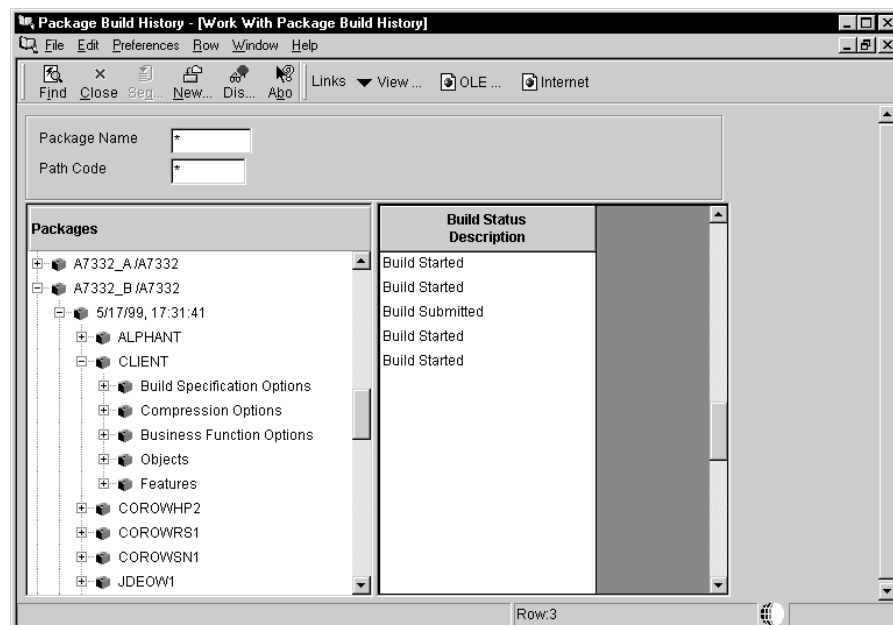 Package Build History - [Work With Package Build History]
File Edit Preferences Row Window Help
Find Close Seq... New... Dis... Abo Links View ... OLE ... Internet
Package Name *
Path Code *
Packages
Build Status
Description
A7332_A /A7332 Build Started
A7332_B /A7332 Build Started
5/17/99, 17:31:41 Build Submitted
ALPHANT Build Started
CLIENT Build Started
Build Specification Options
Compression Options
Business Function Options
Objects
Features
COROWHP2
COROWRS1
COROWSN1
JDEOW1
Row:3